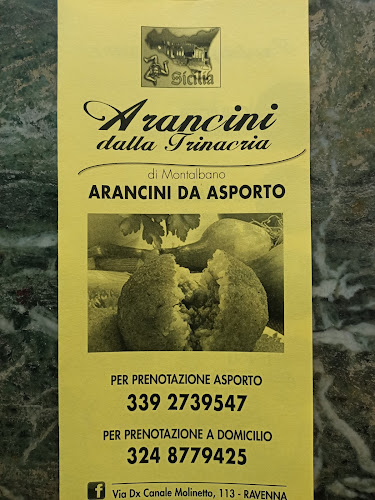 Sicilia
Arancini
dalla Trinacria
di Montalbano
ARANCINI DA ASPORTO
PER PRENOTAZIONE ASPORTO
339 2739547
PER PRENOTAZIONE A DOMICILIO
324 8779425
f Via Dx Canale Molinetto, 113 - RAVENNA